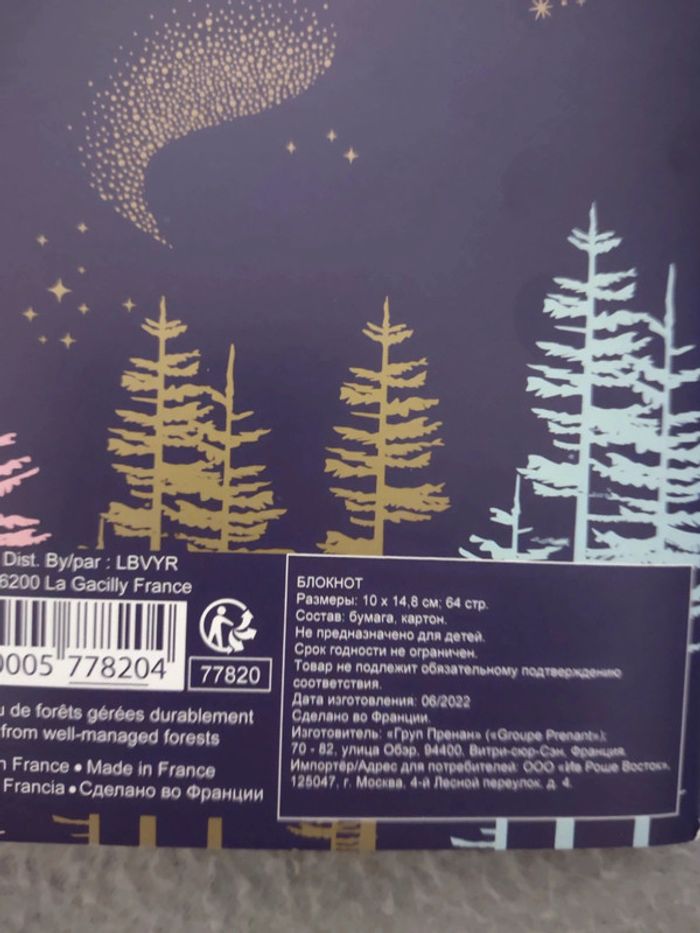 Dist. By/par : LBVYR
6200 La Gacilly France
0005 778204
77820
de forêts gérées durablement
from well-managed forests
France • Made in France
Francia • Сделано во Франции
БЛОКНОТ
Размеры: 10 x 14,8 см; 64 стр.
Состав: бумага, картон.
Не предназначено для детей.
Срок годности не ограничен.
Товар не подлежит обязательному подтверждению
соответствия.
Дата изготовления: 06/2022
Сделано во Франции.
Изготовитель: «Груп Пренан» («Groupe Prenant»):
70 - 82, улица Обэр, 94400, Витри-сюр-Сэн, Франция.
Импортёр/Адрес для потребителей: ООО «Ив Роше Восток»,
125047, г. Москва, 4-й Лесной переулок, д. 4.